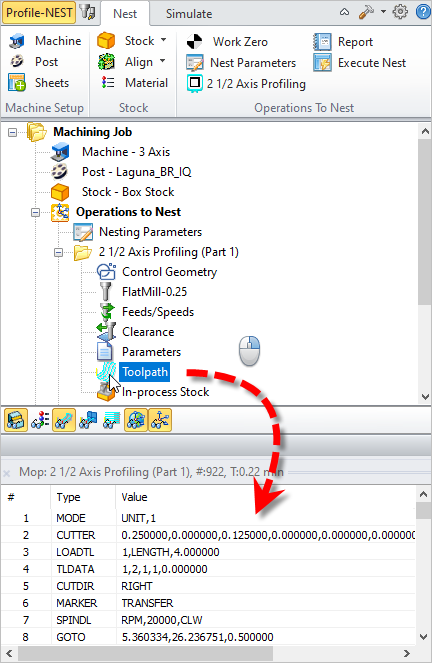 Profile-NEST Nest Simulate
Machine Stock Work Zero Report
Post Align Nest Parameters Execute Nest
Sheets Material 2 1/2 Axis Profiling
Machine Setup Stock Operations To Nest
Machining Job
Machine - 3 Axis
Post - Laguna_BR_IQ
Stock - Box Stock
Operations to Nest
Nesting Parameters
2 1/2 Axis Profiling (Part 1)
Control Geometry
FlatMill-0.25
Feeds/Speeds
Clearance
Parameters
Toolpath
In-process Stock
Mop: 2 1/2 Axis Profiling (Part 1), #:922, T:0.22 min
# Type Value
1 MODE UNIT,1
2 CUTTER 0.250000,0.000000,0.125000,0.000000,0.000000,0.000000
3 LOADTL 1,LENGTH,4.000000
4 TLDATA 1,2,1,1,0.000000
5 CUTDIR RIGHT
6 MARKER TRANSFER
7 SPINDL RPM,20000,CLW
8 GOTO 5.360334,26.236751,0.500000